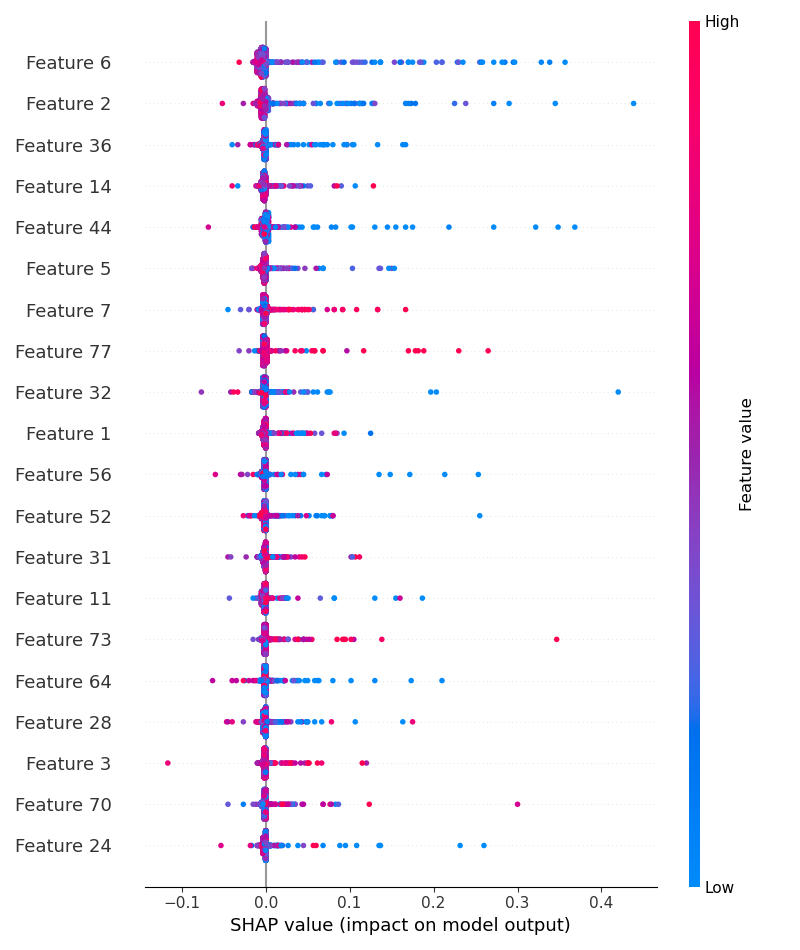 High
Feature 6
Feature 2
Feature 36
Feature 14
Feature 44
Feature 5
Feature 7
Feature 77
Feature 32
Feature 1
Feature 56
Feature 52
Feature 31
Feature 11
Feature 73
Feature 64
Feature 28
Feature 3
Feature 70
Feature 24
Feature value
Low
−0.1 0.0 0.1 0.2 0.3 0.4
SHAP value (impact on model output)